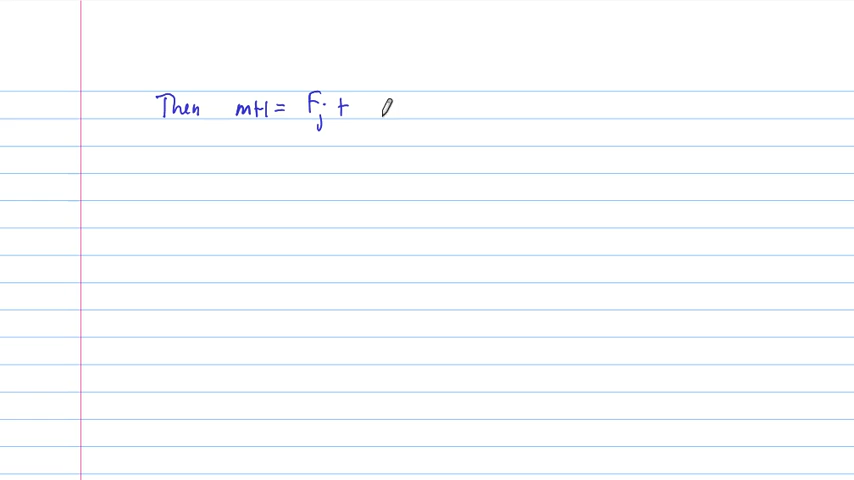 Then m+1 = Fj +